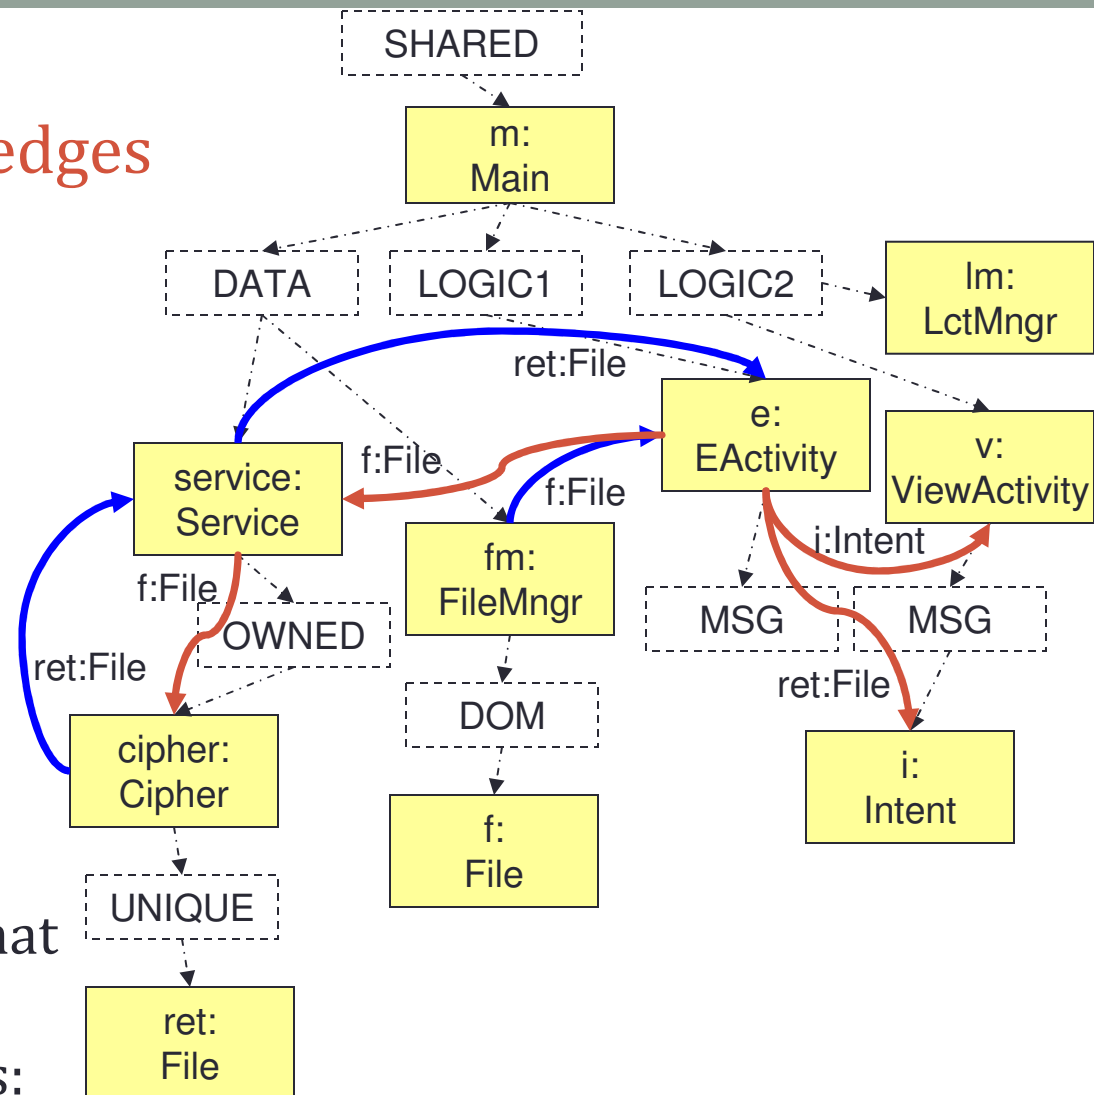 SHARED
edges
m:
Main
DATA
LOGIC1
LOGIC2
lm:
LctMngr
ret:File
e:
EActivity
v:
ViewActivity
service:
Service
f:File
f:File
fm:
FileMngr
i:Intent
f:File
OWNED
MSG
MSG
ret:File
ret:File
DOM
cipher:
Cipher
i:
Intent
f:
File
UNIQUE
ret:
File